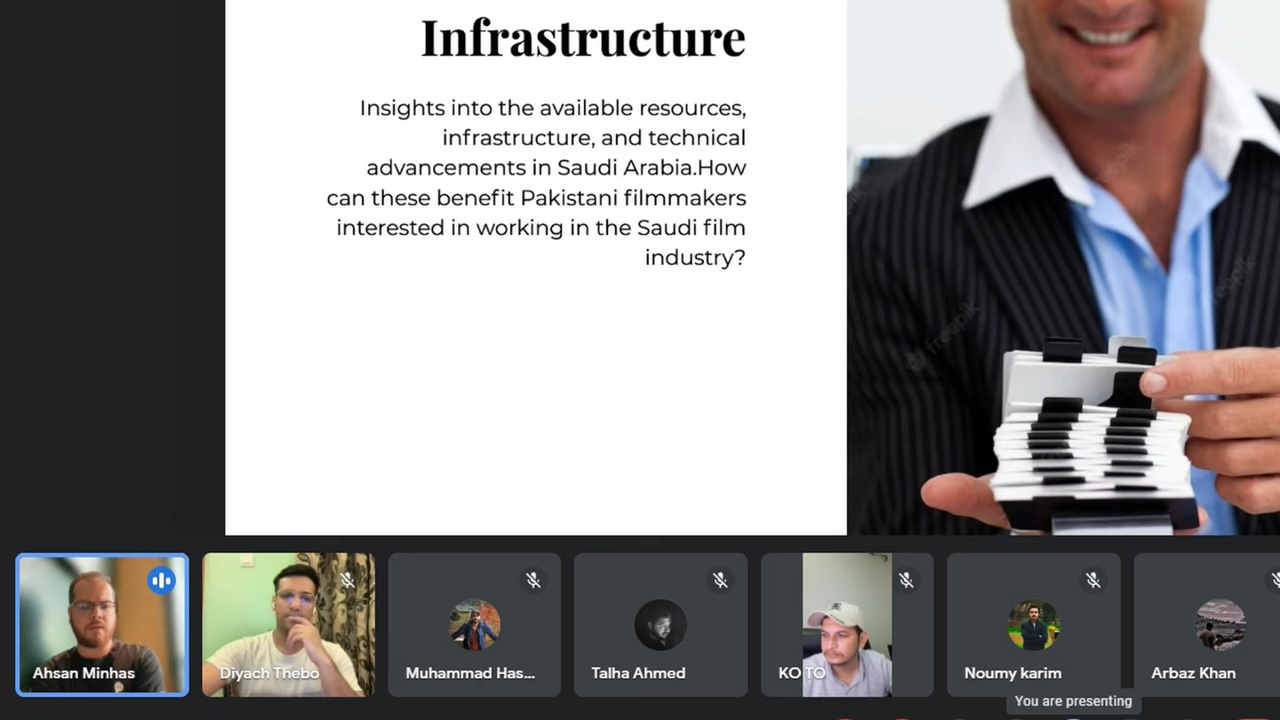 Infrastructure
Insights into the available resources,
infrastructure, and technical
advancements in Saudi Arabia.How
can these benefit Pakistani filmmakers
interested in working in the Saudi film
industry?
freepik
freepik
Ahsan Minhas
Diyach Thebo
Muhammad Has...
Talha Ahmed
KO TO
Noumy karim
Arbaz Khan
You are presenting